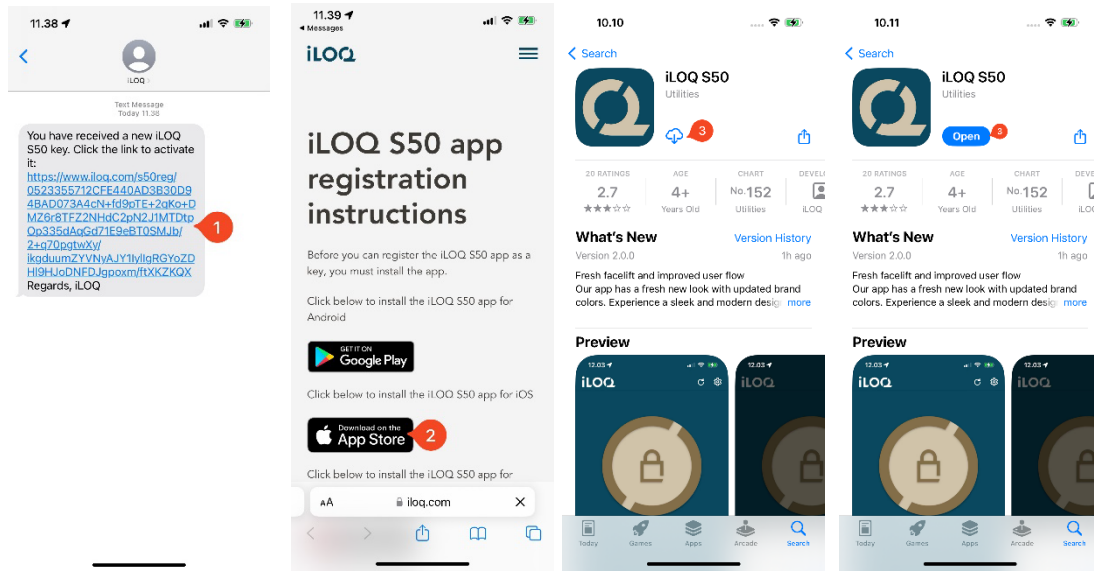 11.38
iLOQ
Text Message
Today 11.38
You have received a new iLOQ
S50 key. Click the link to activate
it:
https://www.iloq.com/s50reg/
0523355712CFE440AD3B30D9
4BAD073A4cN+fd9pTE+2qKo+D
MZ6r8TFZ2NHdC2pN2J1MTDtp
Op335dAqGd71E9eBT0SMJb/
2+q70pgtwXy/
Regards, iLOQ
1
11.39
Messages
iLOQ
iLOQ S50 app
registration
instructions
Before you can register the iLOQ S50 app as a
key, you must install the app.
Click below to install the iLOQ S50 app for
Android
GET IT ON
Google Play
Click below to install the iLOQ S50 app for iOS
Download on the
App Store
2
Click below to install the iLOQ S50 app for
AA
iloq.com
10.10
Search
iLOQ S50
Utilities
3
20 RATINGS
2.7
AGE
4+
Years Old
CHART
No.152
Utilities
DEVEL
iLOQ
What's New
Version History
Version 2.0.0
1h ago
Fresh facelift and improved user flow
Our app has a fresh new look with updated brand
colors. Experience a sleek and modern desig more
Preview
12.03
iLOQ
12.03
iLOQ
Today
Games
Apps
Arcade
Search
10.11
Search
iLOQ S50
Utilities
Open
3
20 RATINGS
2.7
AGE
4+
Years Old
CHART
No.152
Utilities
DEVE
iLO
What's New
Version History
Version 2.0.0
1h ago
Fresh facelift and improved user flow
Our app has a fresh new look with updated brand
colors. Experience a sleek and modern desig more
Preview
12.03
iLOQ
12.03
iLOQ
Today
Games
Apps
Arcade
Search